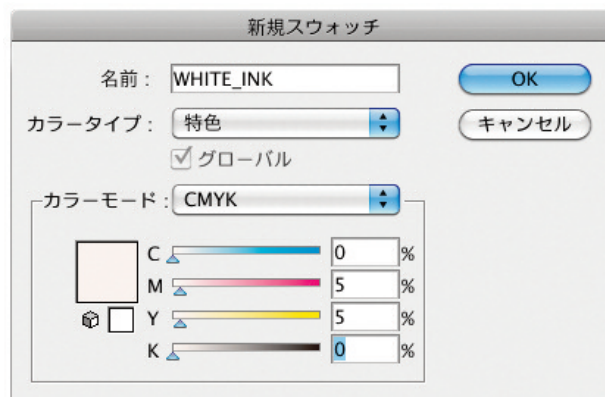 新規スウォッチ
名前： WHITE_INK OK
カラータイプ： 特色 キャンセル
グローバル
カラーモード： CMYK
C 0 %
M 5 %
Y 5 %
K 0 %